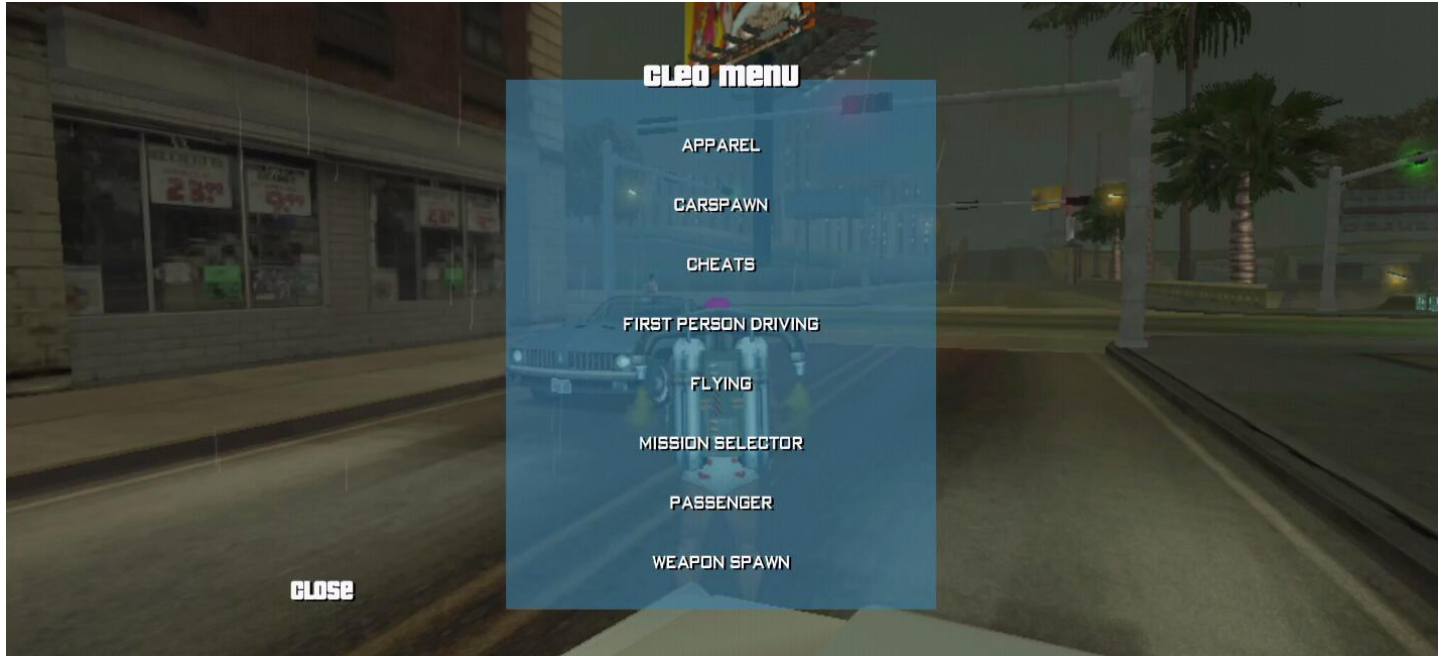 CLEO MENU
APPAREL
CARSPAWN
CHEATS
FIRST PERSON DRIVING
FLYING
MISSION SELECTOR
PASSENGER
WEAPON SPAWN
CLOSE